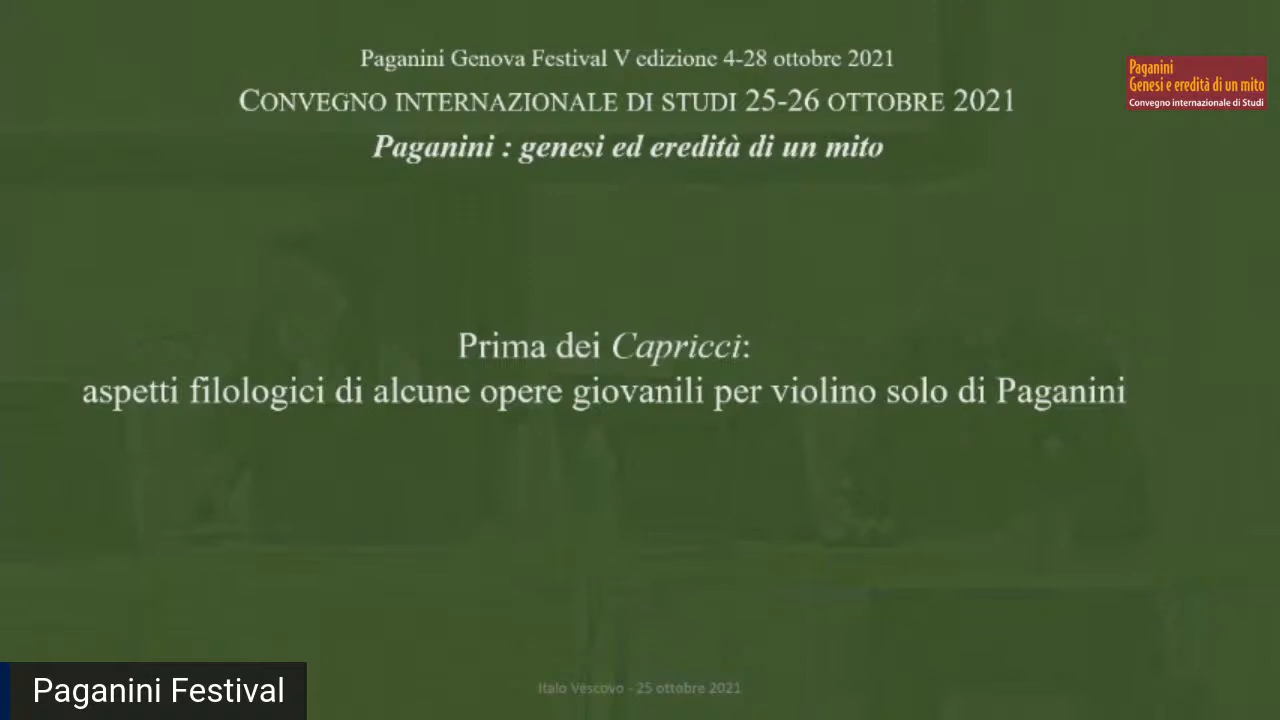 Paganini Genova Festival V edizione 4-28 ottobre 2021
CONVEGNO INTERNAZIONALE DI STUDI 25-26 OTTOBRE 2021
Paganini : genesi ed eredità di un mito
Paganini
Genesi e eredità di un mito
Convegno internazionale di Studi
Prima dei Capricci:
aspetti filologici di alcune opere giovanili per violino solo di Paganini
Italo Vescovo - 25 ottobre 2021
Paganini Festival